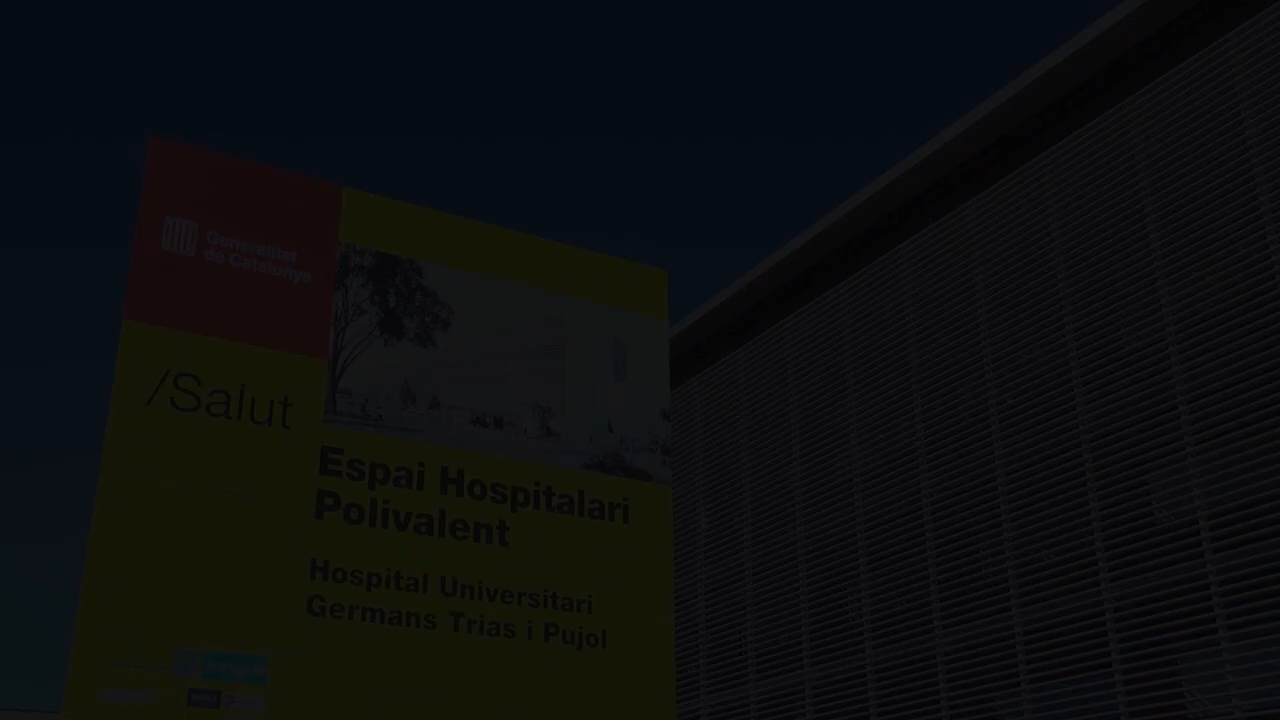 Generalitat
de Catalunya
/Salut
Espai Hospitalari
Polivalent
Hospital Universitari
Germans Trias i Pujol